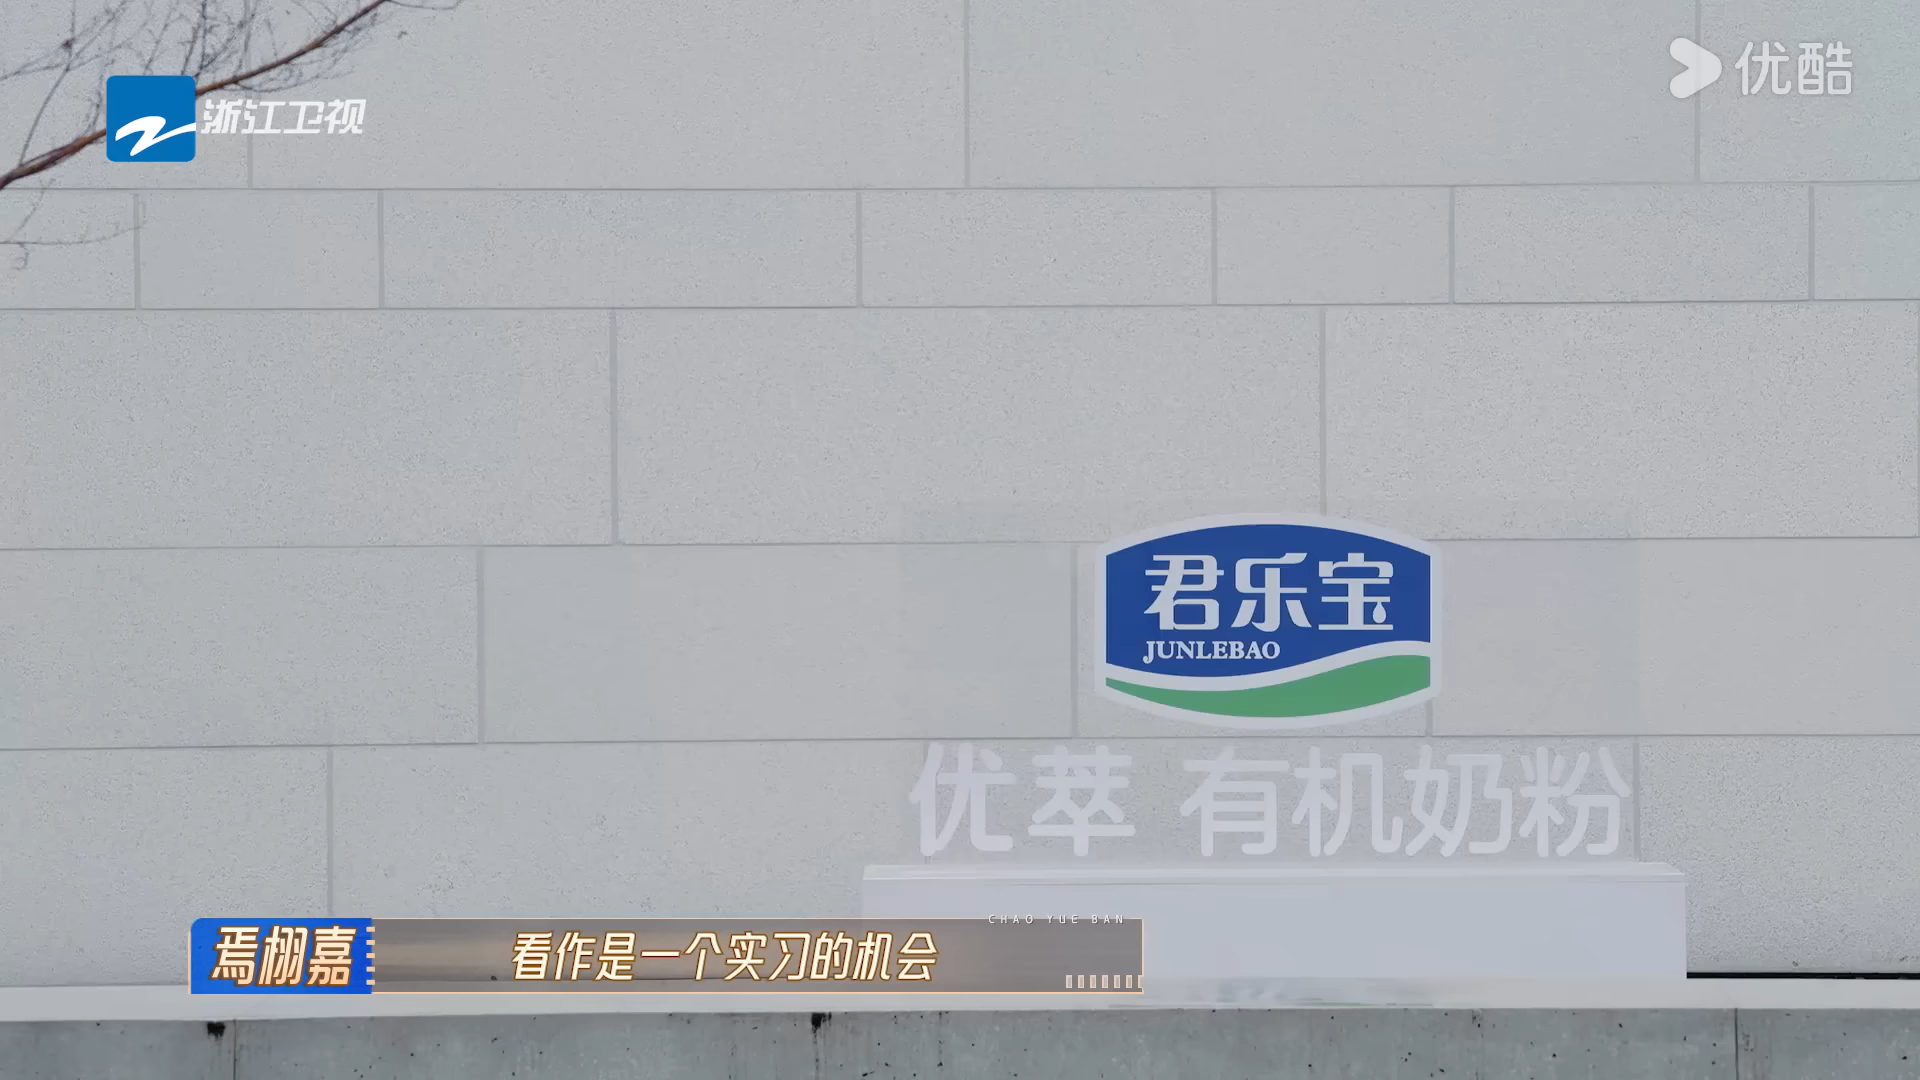 浙江卫视
优酷
君乐宝
JUNLEBAO
优萃 有机奶粉
CHAO YUE BAN
焉栩嘉
看作是一个实习的机会